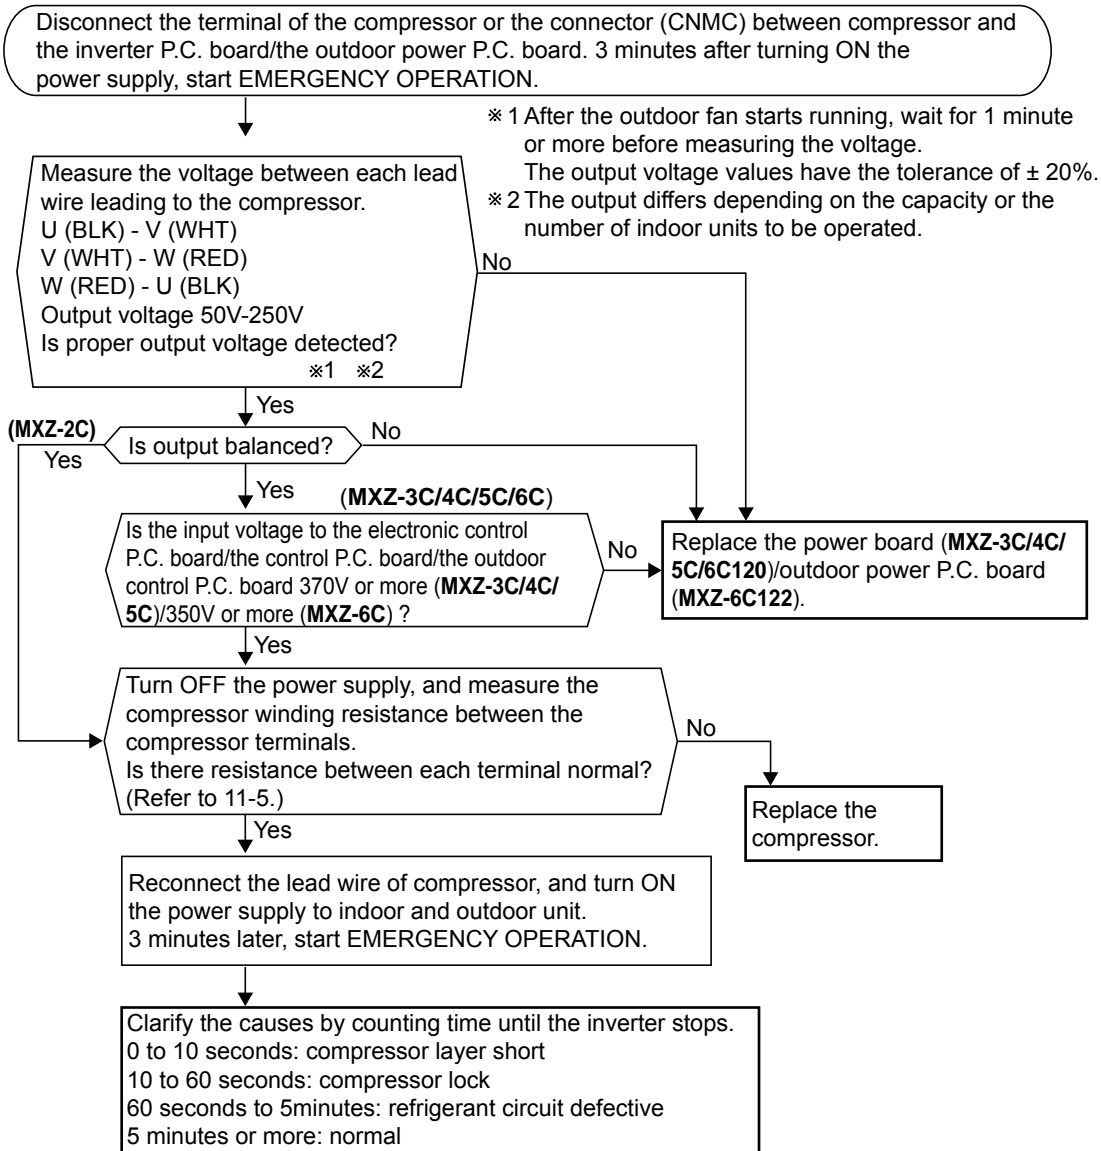 Disconnect the terminal of the compressor or the connector (CNMC) between compressor and
the inverter P.C. board/the outdoor power P.C. board. 3 minutes after turning ON the
power supply, start EMERGENCY OPERATION.
※ 1 After the outdoor fan starts running, wait for 1 minute
or more before measuring the voltage.
The output voltage values have the tolerance of ± 20%.
※ 2 The output differs depending on the capacity or the
number of indoor units to be operated.
Measure the voltage between each lead
wire leading to the compressor.
U (BLK) - V (WHT)
V (WHT) - W (RED)
W (RED) - U (BLK)
Output voltage 50V-250V
Is proper output voltage detected?
※1 ※2
No
Yes
(MXZ-2C)
Yes
Is output balanced?
No
Yes
(MXZ-3C/4C/5C/6C)
Is the input voltage to the electronic control
P.C. board/the control P.C. board/the outdoor
control P.C. board 370V or more (MXZ-3C/4C/
5C)/350V or more (MXZ-6C) ?
No
Replace the power board (MXZ-3C/4C/
5C/6C120)/outdoor power P.C. board
(MXZ-6C122).
Yes
Turn OFF the power supply, and measure the
compressor winding resistance between the
compressor terminals.
Is there resistance between each terminal normal?
(Refer to 11-5.)
No
Replace the
compressor.
Yes
Reconnect the lead wire of compressor, and turn ON
the power supply to indoor and outdoor unit.
3 minutes later, start EMERGENCY OPERATION.
Clarify the causes by counting time until the inverter stops.
0 to 10 seconds: compressor layer short
10 to 60 seconds: compressor lock
60 seconds to 5minutes: refrigerant circuit defective
5 minutes or more: normal